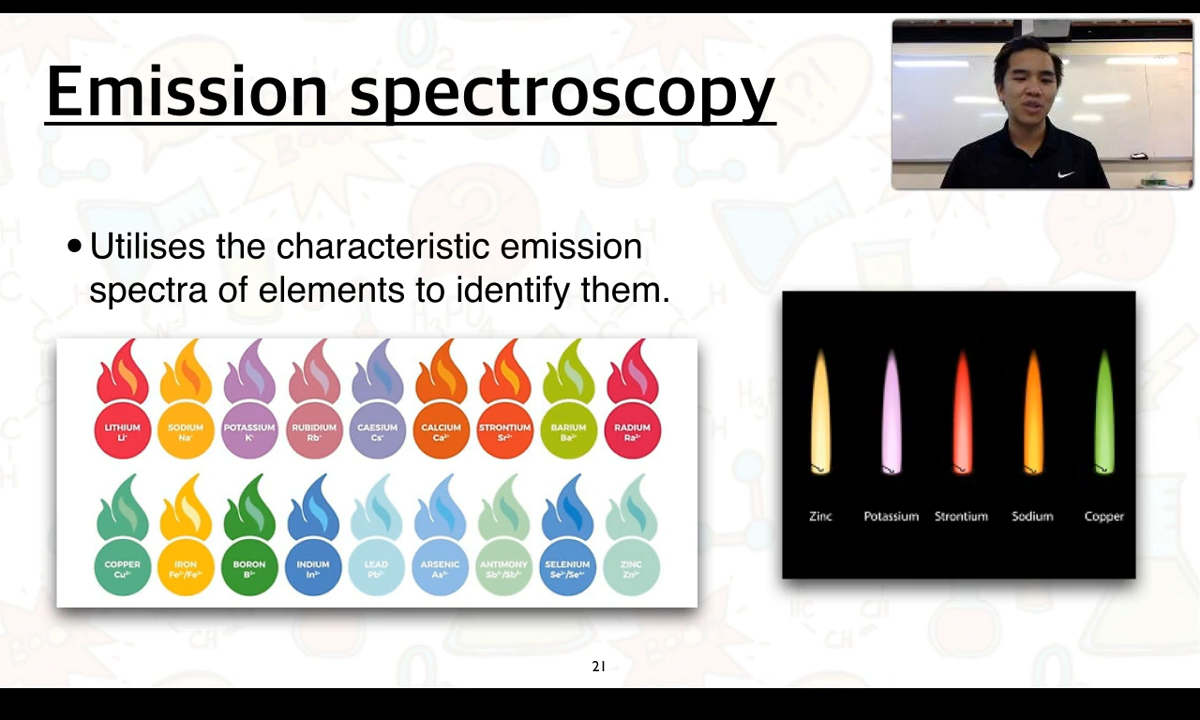 Emission spectroscopy
• Utilises the characteristic emission
spectra of elements to identify them.
LITHIUM SODIUM POTASSIUM RUBIDIUM CAESIUM CALCIUM STRONTIUM BARIUM RADIUM
Li⁺ Na⁺ K⁺ Rb⁺ Cs⁺ Ca²⁺ Sr²⁺ Ba²⁺ Ra²⁺
COPPER IRON BORON INDIUM LEAD ARSENIC ANTIMONY SELENIUM ZINC
Cu²⁺ Fe²⁺/Fe³⁺ B³⁺ In³⁺ Pb²⁺ As³⁺ Sb³⁺/Sb⁵⁺ Se²⁺/Se⁴⁺ Zn²⁺
Zinc Potassium Strontium Sodium Copper
21